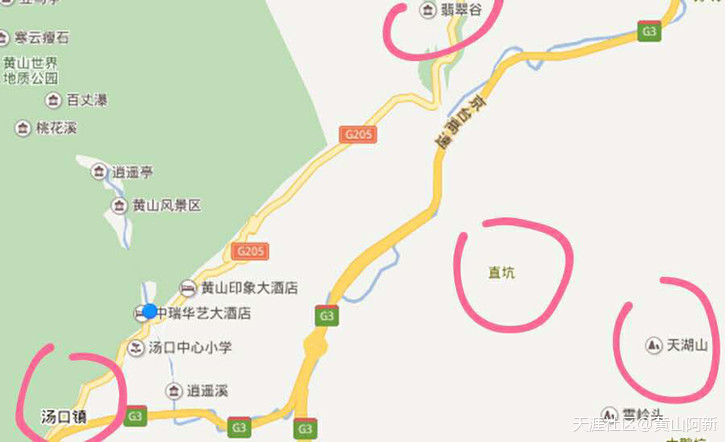 翡翠谷
G3
寒云瘦石
黄山世界
地质公园
百丈瀑
京台高速
桃花溪
G205
逍遥亭
黄山风景区
G205
直坑
黄山印象大酒店
中瑞华艺大酒店
G3
汤口中心小学
天湖山
逍遥溪
汤口镇
G3
G3
G3
雪岭头
天涯社区@黄山阿新